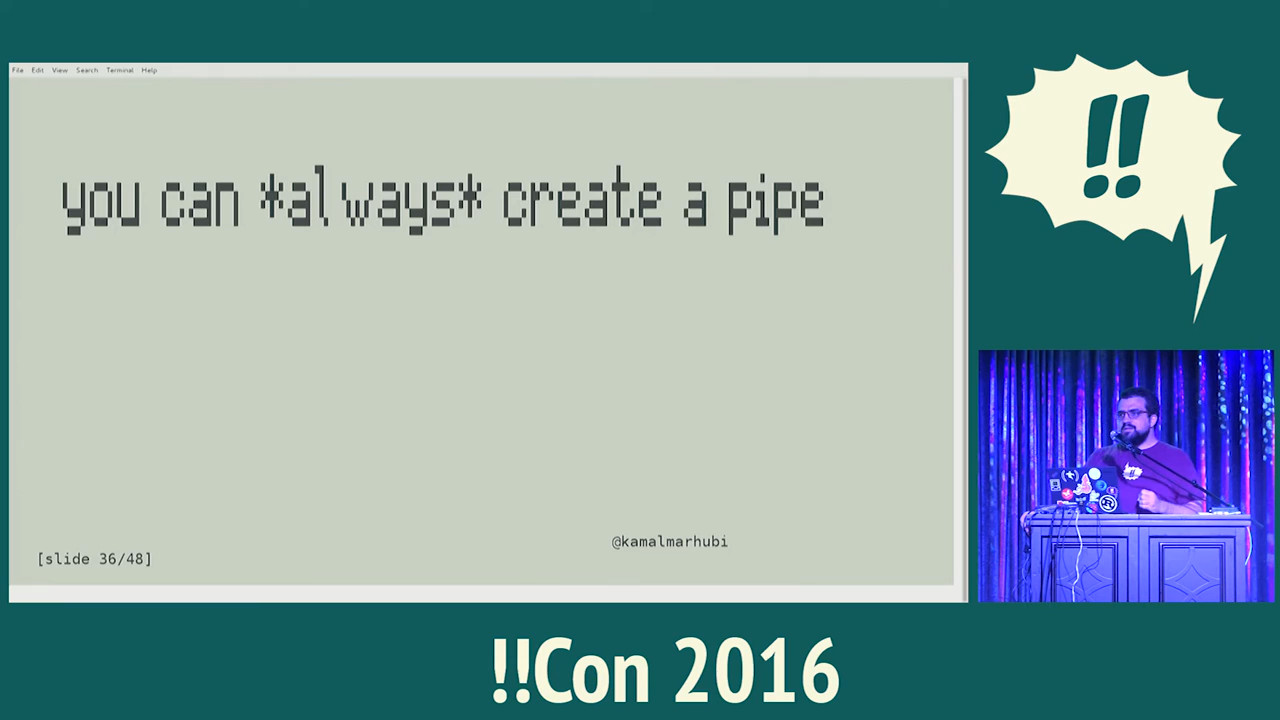 File Edit View Search Terminal Help
you can *always* create a pipe
@kamalmarhubi
[slide 36/48]
!!
!!Con 2016